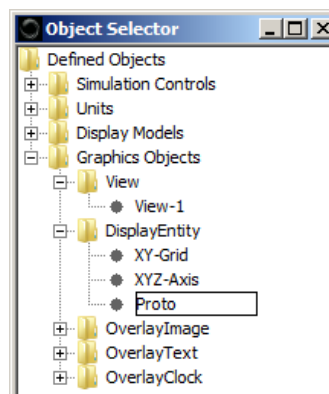 Object Selector
Defined Objects
Simulation Controls
Units
Display Models
Graphics Objects
View
View-1
DisplayEntity
XY-Grid
XYZ-Axis
Proto
OverlayImage
OverlayText
OverlayClock